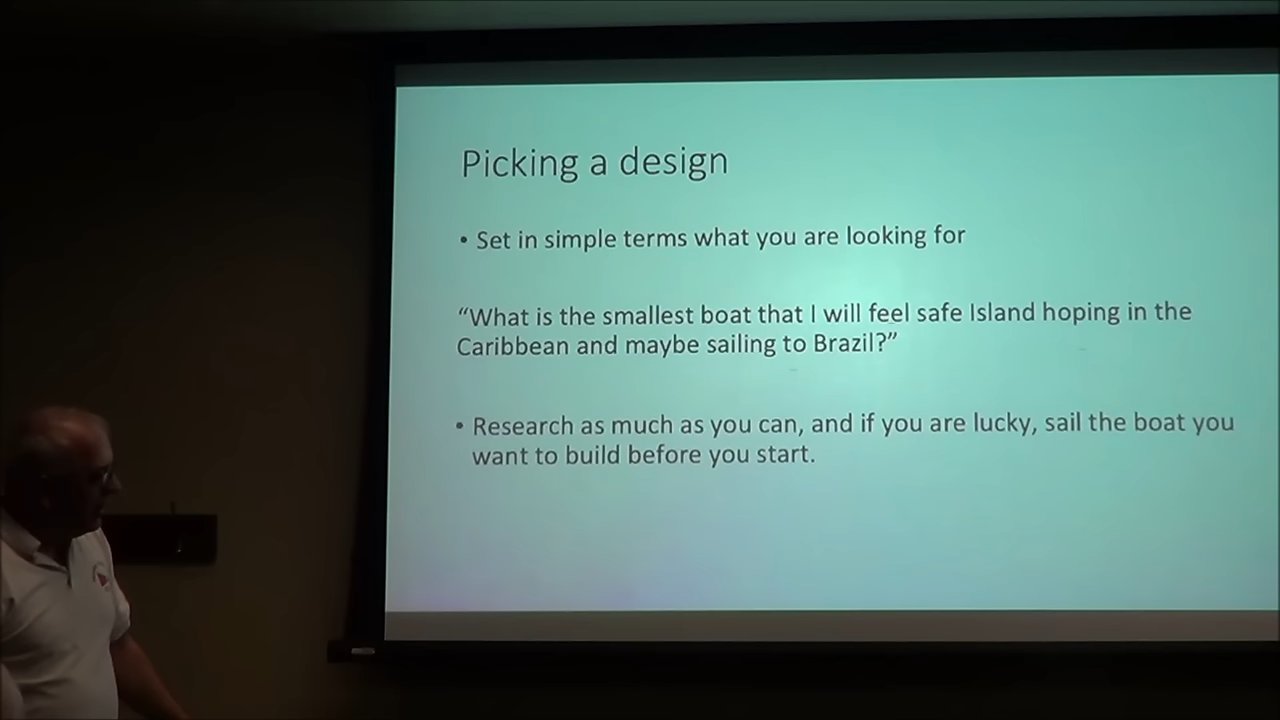 Picking a design
• Set in simple terms what you are looking for
“What is the smallest boat that I will feel safe Island hoping in the
Caribbean and maybe sailing to Brazil?”
• Research as much as you can, and if you are lucky, sail the boat you
want to build before you start.